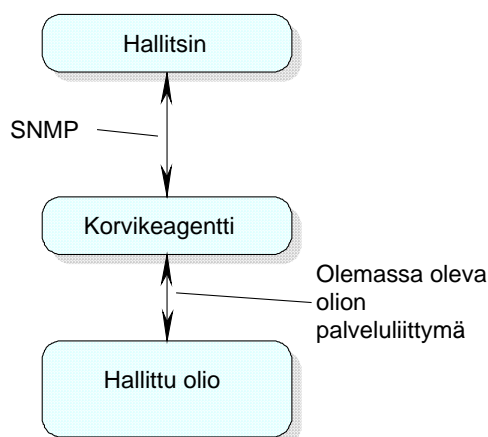 Hallitsin
SNMP
Korvikeagentti
Olemassa oleva
olion
palveluliittymä
Hallittu olio